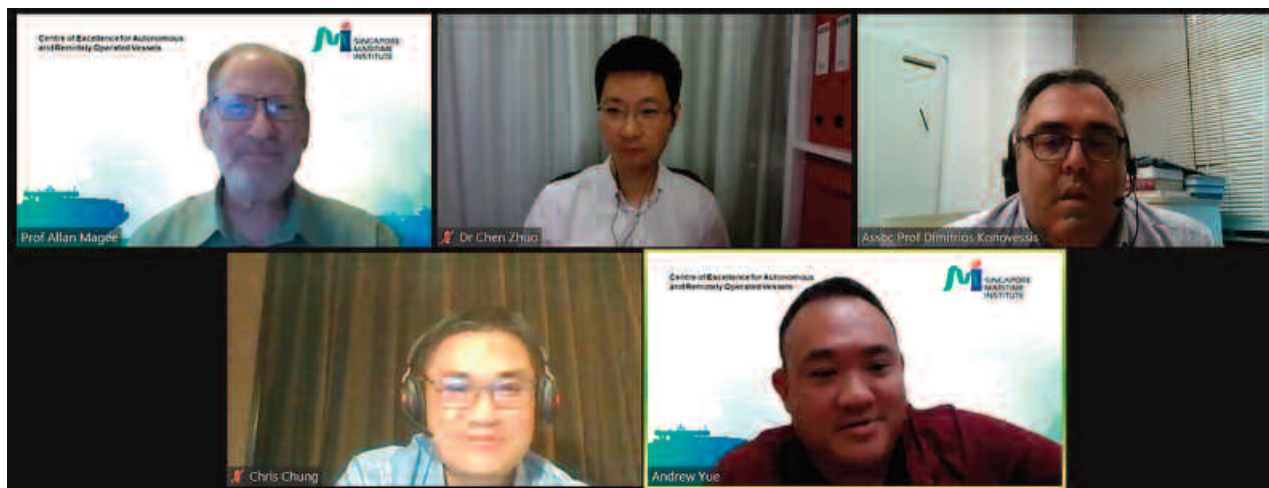 Centre of Excellence for Autonomous
and Remotely Operated Vessels
SINGAPORE
MARITIME
INSTITUTE
Prof Allan Magee
Dr Chen Zhuo
Assoc Prof Dimitrios Konovessis
Chris Chung
Centre of Excellence for Autonomous
and Remotely Operated Vessels
SINGAPORE
MARITIME
INSTITUTE
Andrew Yue